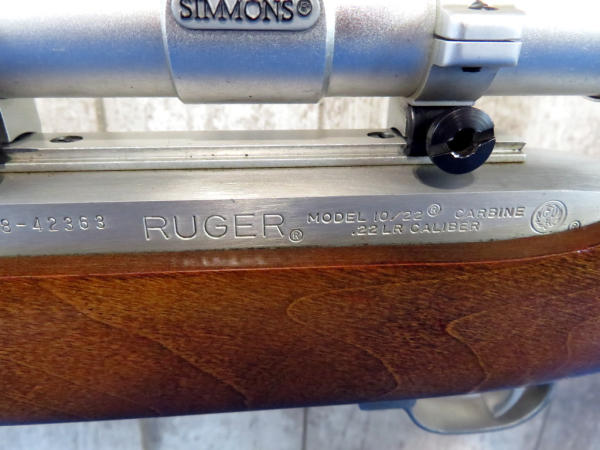 SIMMONS®
8-42363
RUGER®
MODEL 10/22® CARBINE
.22 LR CALIBER
®